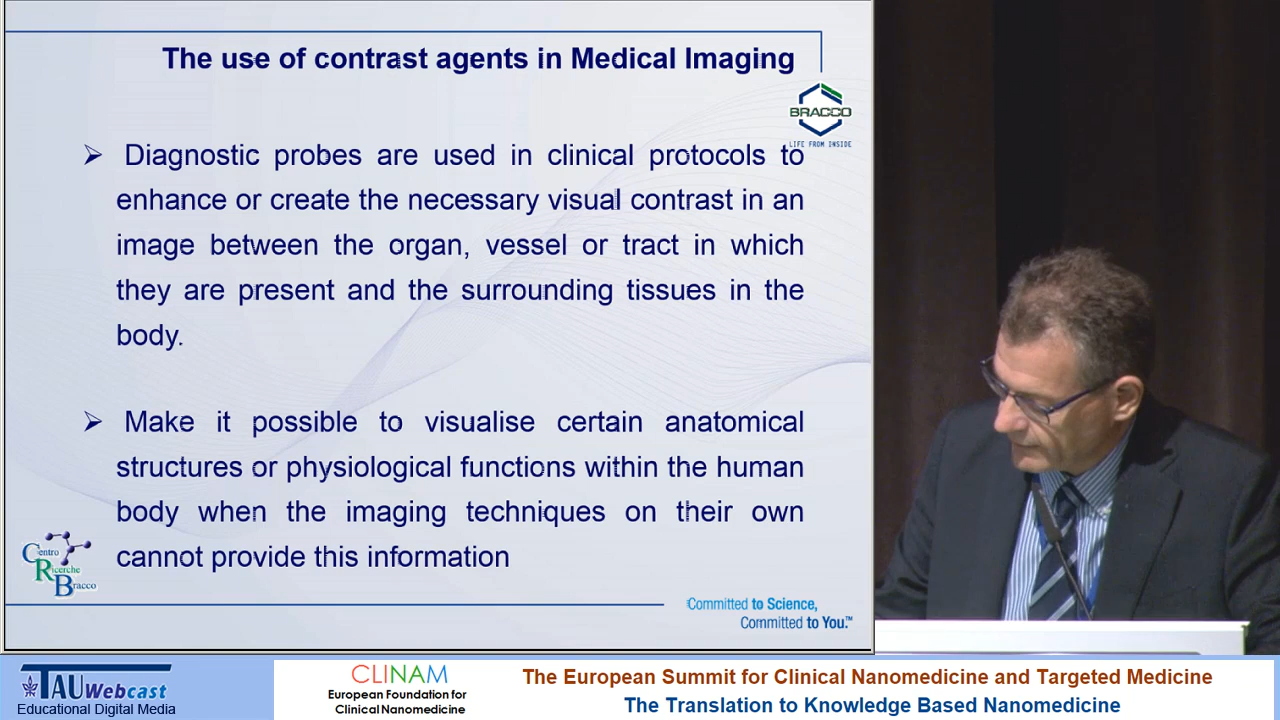 The use of contrast agents in Medical Imaging
BRACCO
LIFE FROM INSIDE
➢ Diagnostic probes are used in clinical protocols to
enhance or create the necessary visual contrast in an
image between the organ, vessel or tract in which
they are present and the surrounding tissues in the
body.
➢ Make it possible to visualise certain anatomical
structures or physiological functions within the human
body when the imaging techniques on their own
cannot provide this information
Centro
Ricerche
Bracco
Committed to Science,
Committed to You.™
TAU Webcast
Educational Digital Media
CLINAM
European Foundation for
Clinical Nanomedicine
The European Summit for Clinical Nanomedicine and Targeted Medicine
The Translation to Knowledge Based Nanomedicine